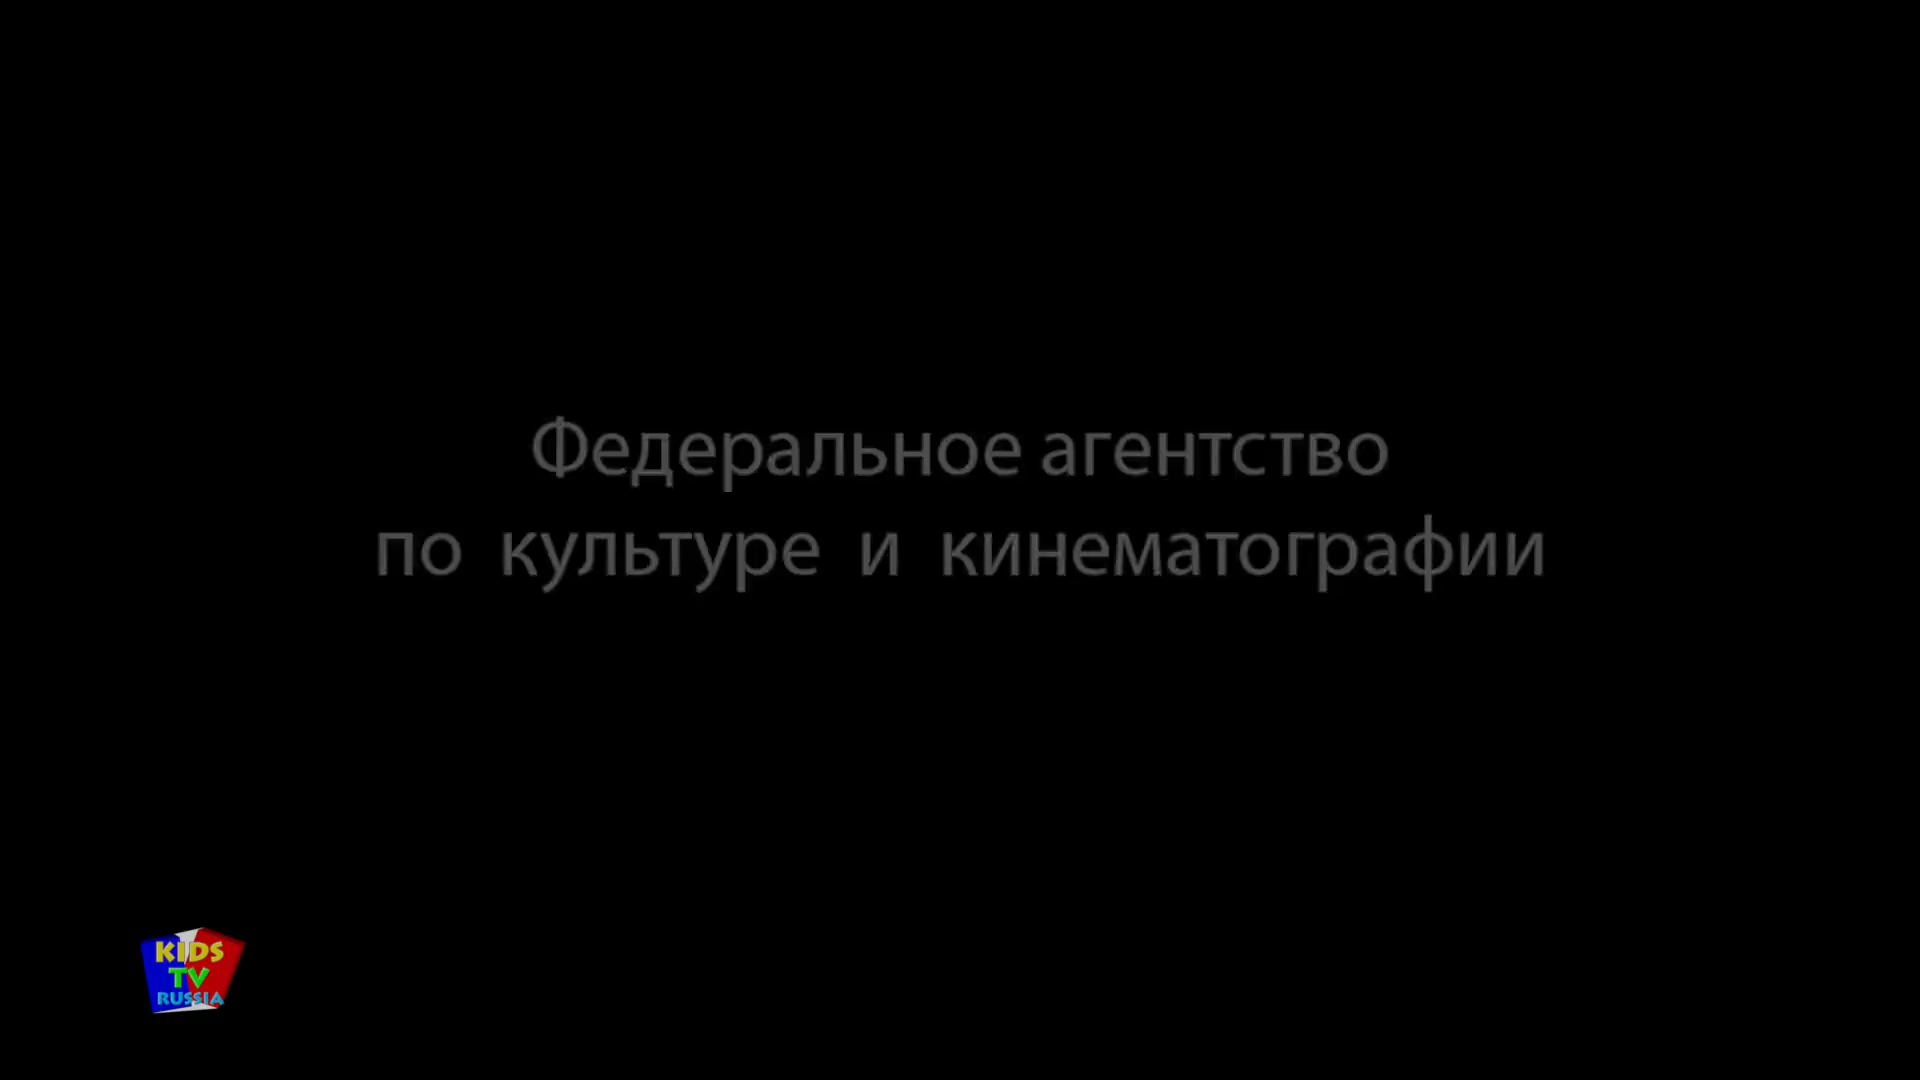 Федеральное агентство
по культуре и кинематографии
KIDS
TV
RUSSIA